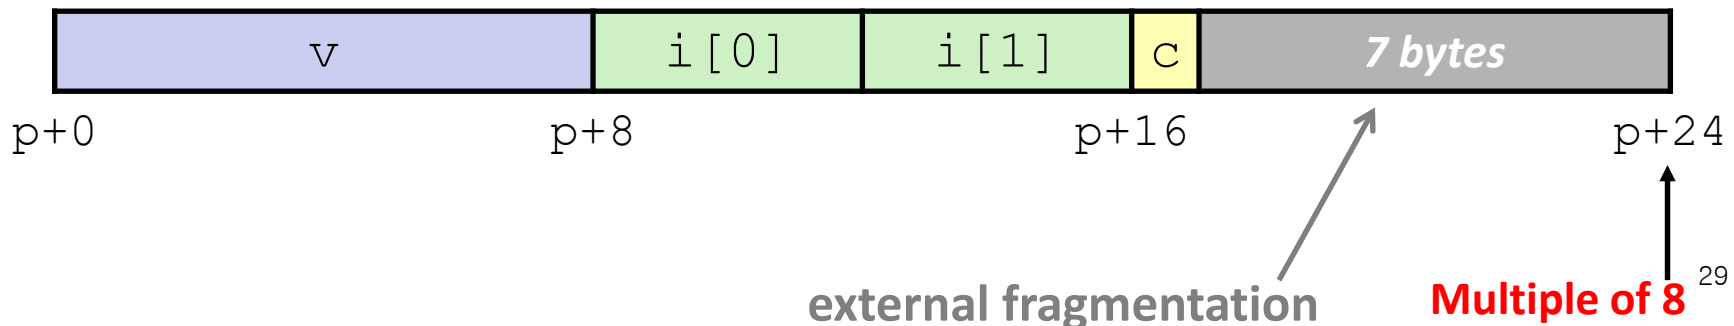 v i[0] i[1] c 7 bytes
p+0 p+8 p+16 p+24
external fragmentation Multiple of 8 29